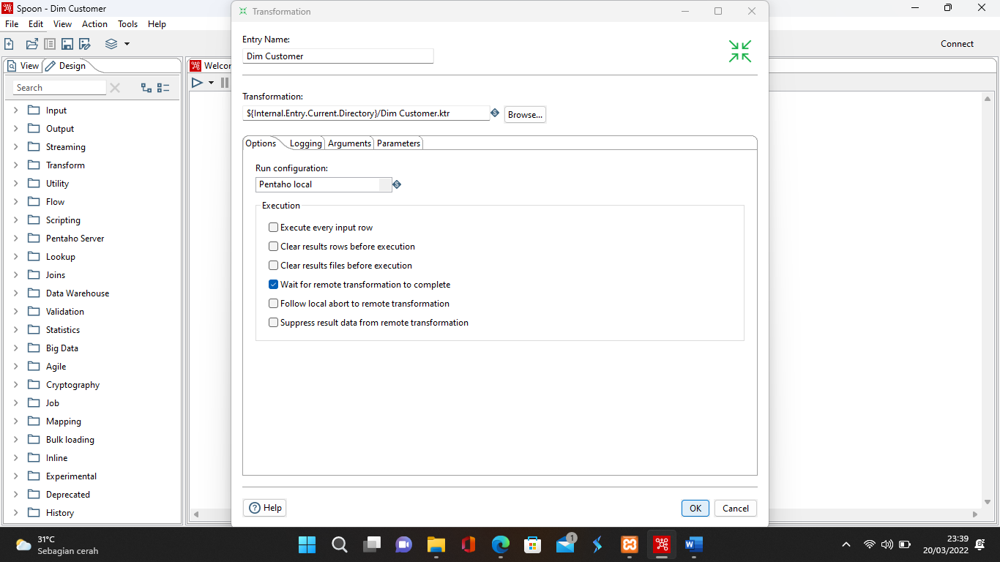 Spoon - Dim Customer
File Edit View Action Tools Help
Connect
View Design
Search
Input
Output
Streaming
Transform
Utility
Flow
Scripting
Pentaho Server
Lookup
Joins
Data Warehouse
Validation
Statistics
Big Data
Agile
Cryptography
Job
Mapping
Bulk loading
Inline
Experimental
Deprecated
History
Welcor
Transformation
Entry Name:
Dim Customer
Transformation:
${Internal.Entry.Current.Directory}/Dim Customer.ktr
Browse...
Options Logging Arguments Parameters
Run configuration:
Pentaho local
Execution
Execute every input row
Clear results rows before execution
Clear results files before execution
Wait for remote transformation to complete
Follow local abort to remote transformation
Suppress result data from remote transformation
Help
OK Cancel
31°C
Sebagian cerah
1
23:39
20/03/2022